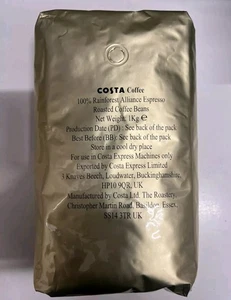 COSTA Coffee
100% Rainforest Alliance Espresso
Roasted Coffee Beans
Net Weight: 1Kg e
Production Date (PD) : See back of the pack
Best Before (BB) : See back of the pack
Store in a cool dry place
For use in Costa Express Machines only
Exported by Costa Express Limited
3 Knaves Beech, Loudwater, Buckinghamshire,
HP10 9QR, UK
Manufactured by Costa Ltd. The Roastery,
Christopher Martin Road, Basildon, Essex.
SS14 3TR UK